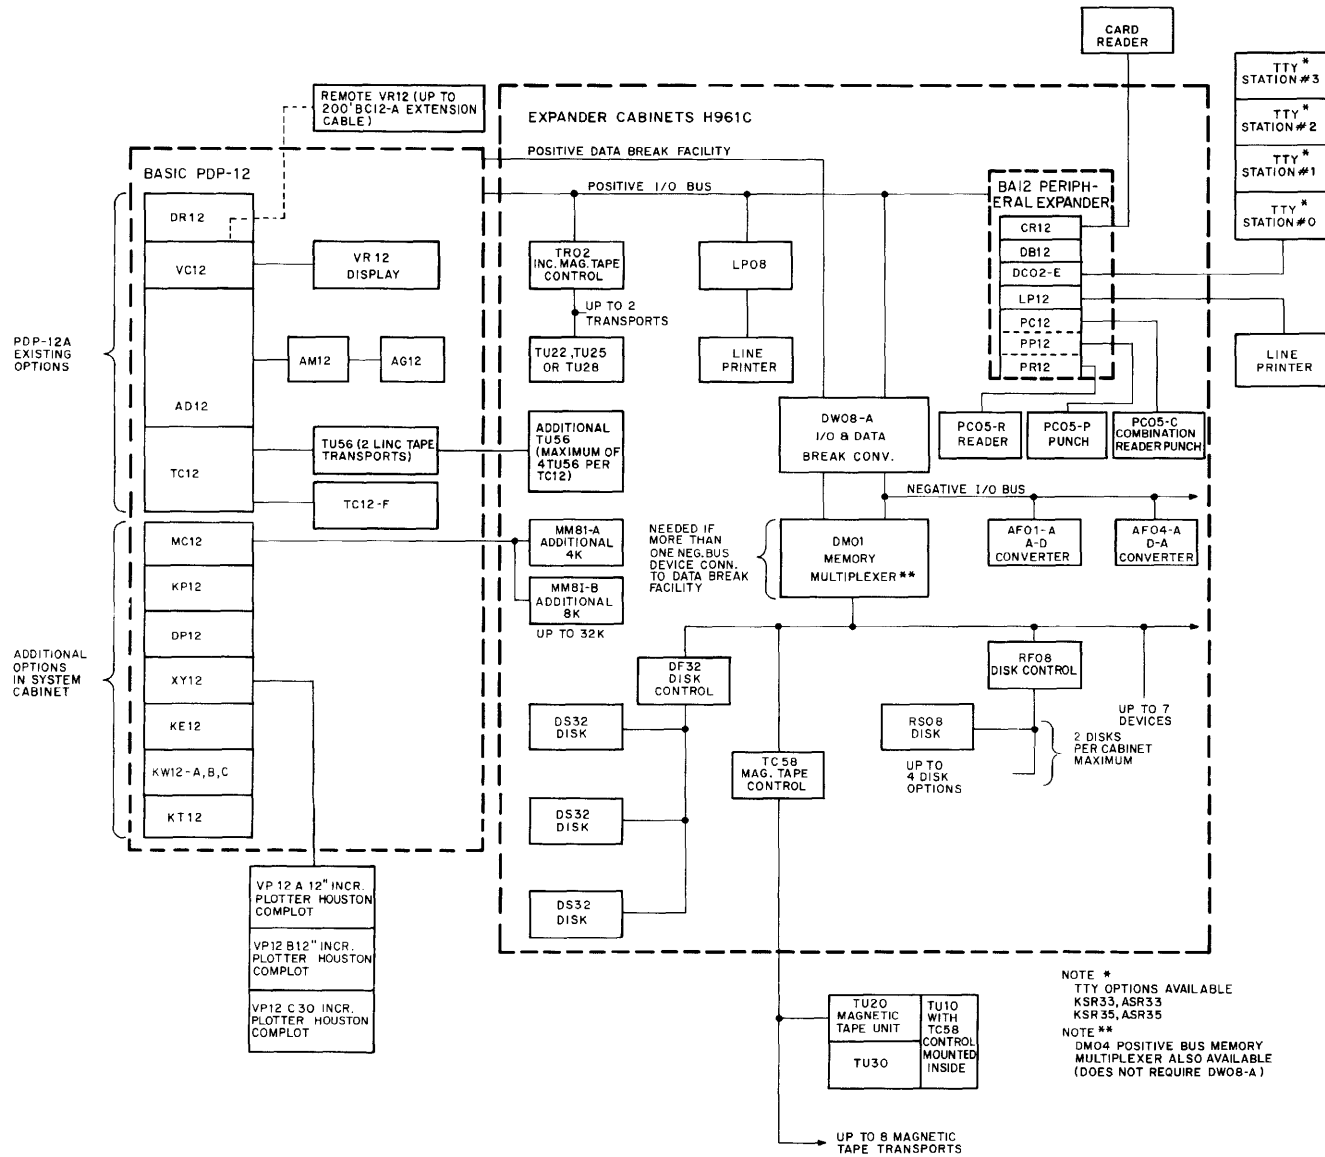 CARD
READER
TTY*
STATION#3
TTY*
STATION#2
TTY*
STATION#1
TTY*
STATION#0
REMOTE VR12 (UP TO
200' BC12-A EXTENSION
CABLE)
EXPANDER CABINETS H961C
POSITIVE DATA BREAK FACILITY
POSITIVE I/O BUS
BASIC PDP-12
PDP-12A
EXISTING
OPTIONS
DR12
VC12
AD12
TC12
VR12
DISPLAY
AM12
AG12
TU56 (2 LINC TAPE
TRANSPORTS)
TC12-F
TR02
INC. MAG. TAPE
CONTROL
UP TO 2
TRANSPORTS
TU22, TU25
OR TU28
ADDITIONAL
TU56
(MAXIMUM OF
4TU56 PER
TC12)
LP08
LINE
PRINTER
BA12 PERIPH-
ERAL EXPANDER
CR12
DB12
DC02-E
LP12
PC12
PP12
PR12
LINE
PRINTER
PC05-R
READER
PC05-P
PUNCH
PC05-C
COMBINATION
READER PUNCH
DW08-A
I/O & DATA
BREAK CONV.
NEGATIVE I/O BUS
AF01-A
A-D
CONVERTER
AF04-A
D-A
CONVERTER
NEEDED IF
MORE THAN
ONE NEG. BUS
DEVICE CONN.
TO DATA BREAK
FACILITY
DM01
MEMORY
MULTIPLEXER**
ADDITIONAL
OPTIONS
IN SYSTEM
CABINET
MC12
KP12
DP12
XY12
KE12
KW12-A,B,C
KT12
MM81-A
ADDITIONAL
4K
MM8I-B
ADDITIONAL
8K
UP TO 32K
DF32
DISK
CONTROL
DS32
DISK
DS32
DISK
DS32
DISK
TC58
MAG. TAPE
CONTROL
RF08
DISK CONTROL
RS08
DISK
UP TO
4 DISK
OPTIONS
2 DISKS
PER CABINET
MAXIMUM
UP TO 7
DEVICES
VP12 A 12" INCR.
PLOTTER HOUSTON
COMPLOT
VP12 B12" INCR.
PLOTTER HOUSTON
COMPLOT
VP12 C30 INCR.
PLOTTER HOUSTON
COMPLOT
TU20
MAGNETIC
TAPE UNIT
TU30
TU10
WITH
TC58
CONTROL
MOUNTED
INSIDE
UP TO 8 MAGNETIC
TAPE TRANSPORTS
NOTE *
TTY OPTIONS AVAILABLE
KSR33, ASR33
KSR35, ASR35
NOTE **
DM04 POSITIVE BUS MEMORY
MULTIPLEXER ALSO AVAILABLE
(DOES NOT REQUIRE DW08-A)